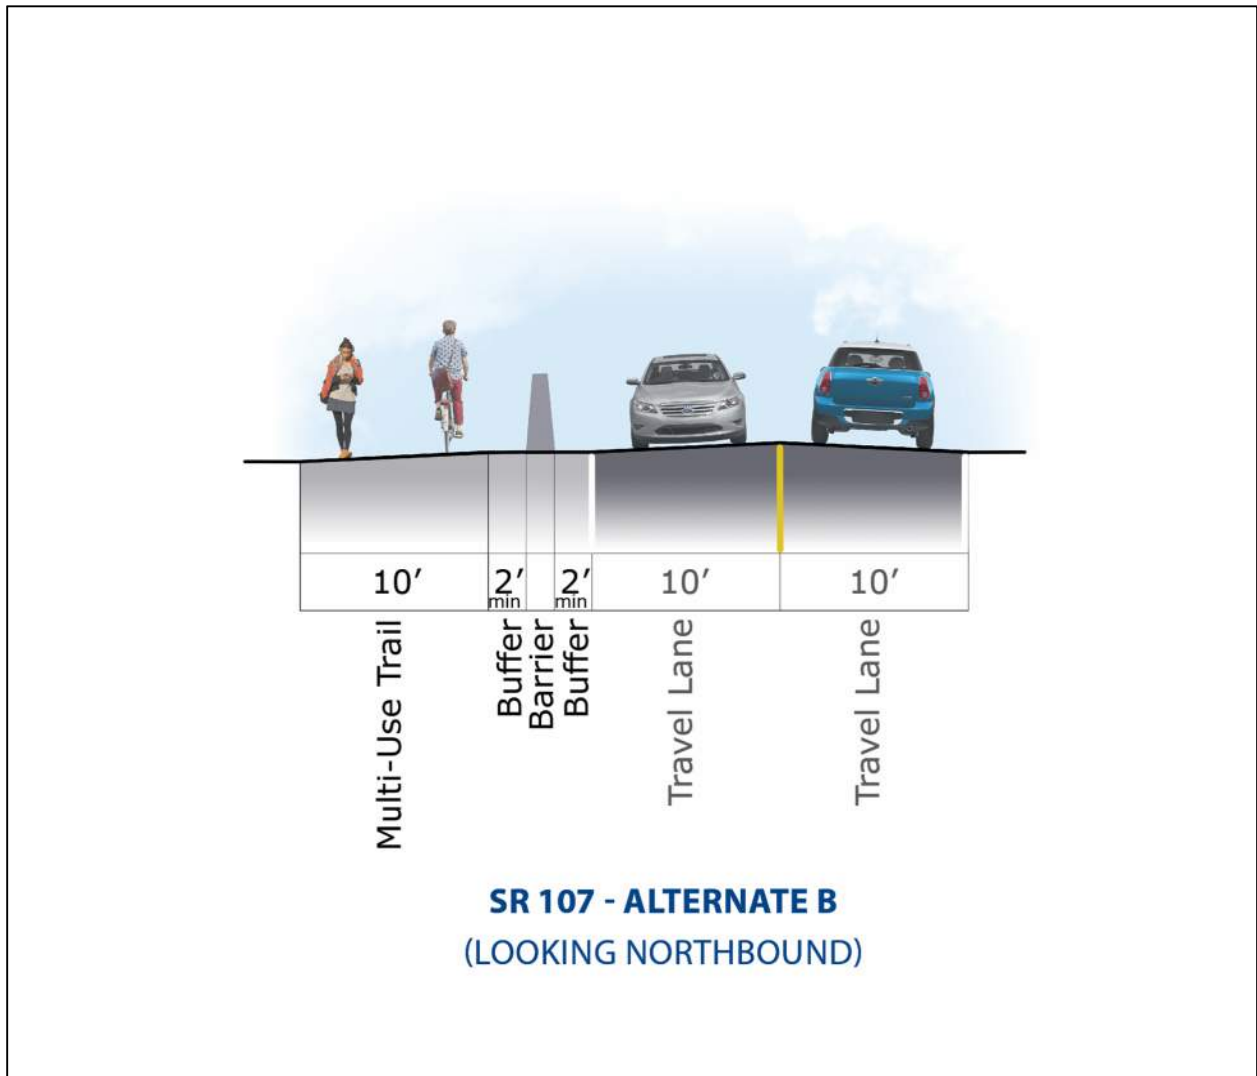 10′
2′
min
2′
min
10′
10′
Multi-Use Trail
Buffer
Barrier
Buffer
Travel Lane
Travel Lane
SR 107 - ALTERNATE B
(LOOKING NORTHBOUND)